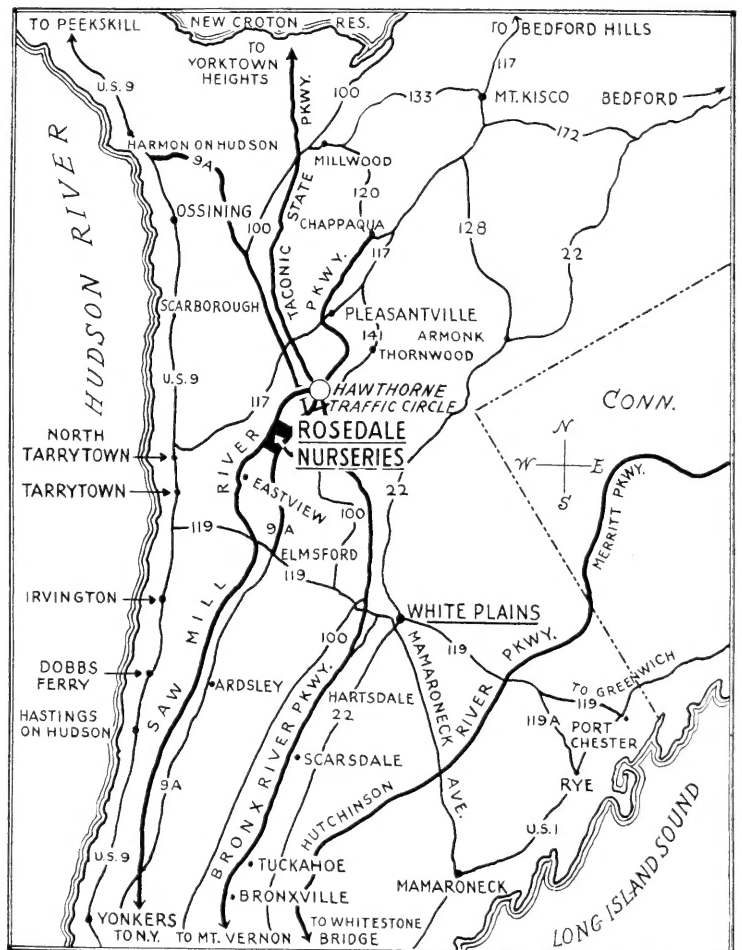 TO PEEKSKILL
NEW CROTON RES.
TO
YORKTOWN
HEIGHTS
TO BEDFORD HILLS
117
U.S.9
100
133
MT. KISCO
BEDFORD
HARMON ON HUDSON
9A
PKWY.
MILLWOOD
172
HUDSON RIVER
OSSINING
100
STATE
120
CHAPPAQUA
128
22
117
TACONIC
PKWY.
SCARBOROUGH
PLEASANTVILLE
141
ARMONK
THORNWOOD
U.S.9
117
HAWTHORNE
TRAFFIC CIRCLE
CONN.
ROSEDALE
NURSERIES
N
W
E
S
NORTH
TARRYTOWN
RIVER
TARRYTOWN
EASTVIEW
22
MERRITT PKWY.
100
119
9A
ELMSFORD
119
IRVINGTON
WHITE PLAINS
SAW MILL
100
119
PKWY.
DOBBS
FERRY
ARDSLEY
HARTSDALE
22
MAMARONECK
RIVER
TO GREENWICH
119
119A
PORT
CHESTER
HASTINGS
ON HUDSON
BRONX RIVER PKWY.
SCARSDALE
RYE
9A
HUTCHINSON
AVE.
U.S.1
U.S.9
TUCKAHOE
BRONXVILLE
MAMARONECK
LONG ISLAND SOUND
YONKERS
TO N.Y.
TO MT. VERNON
TO WHITESTONE
BRIDGE